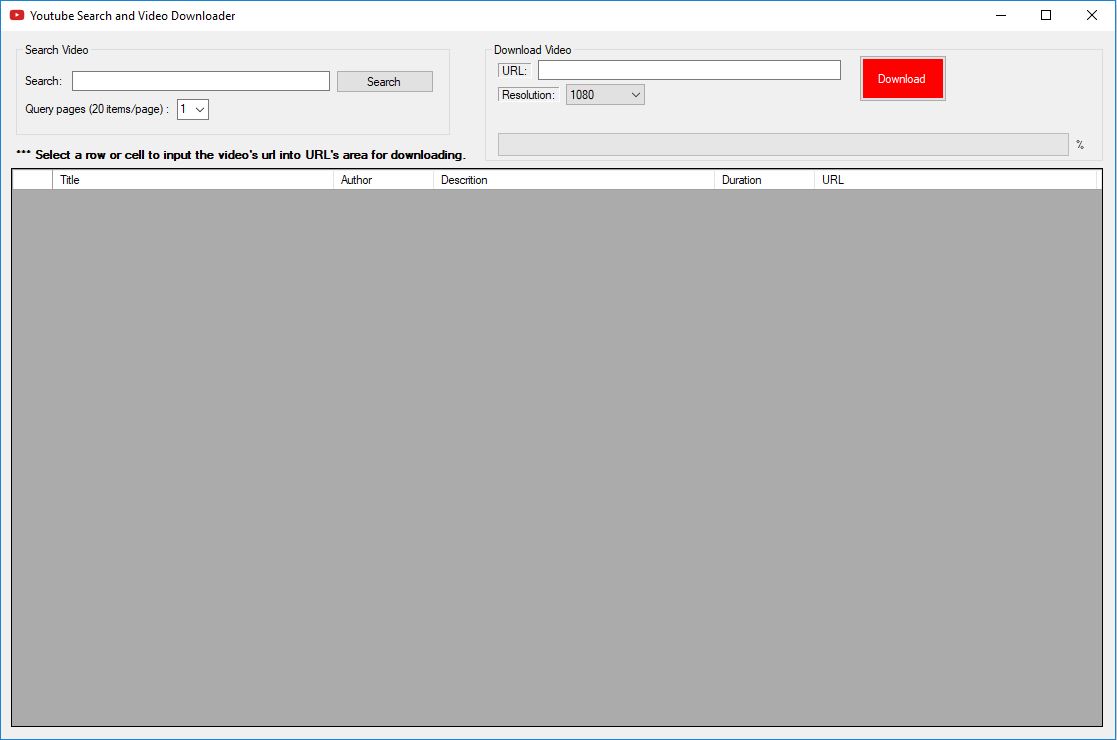 Youtube Search and Video Downloader
Search Video
Search:
Search
Query pages (20 items/page) :
1
Download Video
URL:
Download
Resolution:
1080
%
*** Select a row or cell to input the video's url into URL's area for downloading.
Title Author Descrition Duration URL